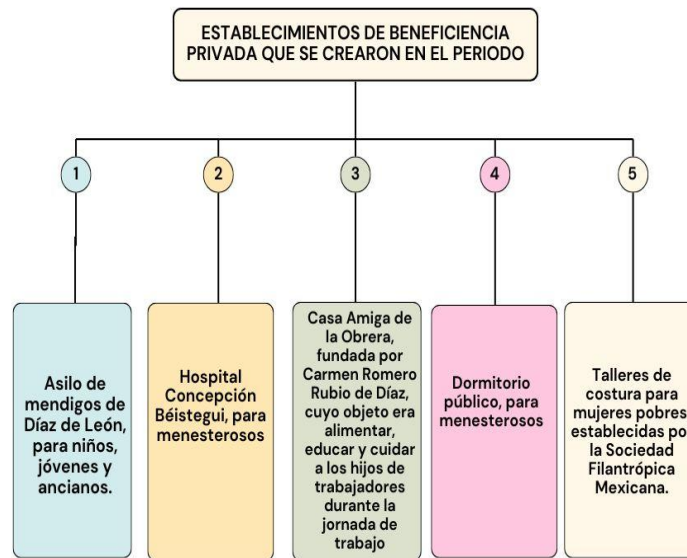 ESTABLECIMIENTOS DE BENEFICIENCIA
PRIVADA QUE SE CREARON EN EL PERIODO
1
2
3
4
5
Asilo de
mendigos de
Díaz de León,
para niños,
jóvenes y
ancianos.
Hospital
Concepción
Béistegui, para
menesterosos
Casa Amiga de
la Obrera,
fundada por
Carmen Romero
Rubio de Díaz,
cuyo objeto era
alimentar,
educar y cuidar
a los hijos de
trabajadores
durante la
jornada de
trabajo
Dormitorio
público, para
menesterosos
Talleres de
costura para
mujeres pobres,
establecidas po
la Sociedad
Filantrópica
Mexicana.